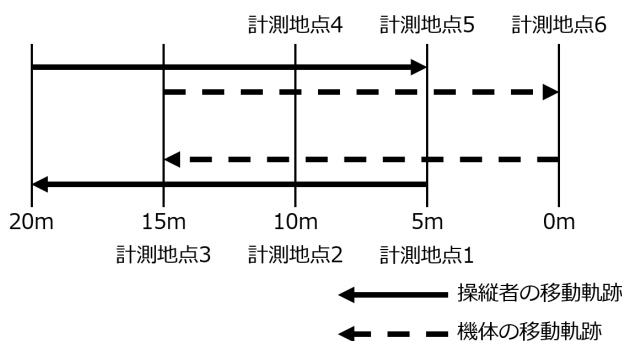 計測地点4 計測地点5 計測地点6
20m 15m 10m 5m 0m
計測地点3 計測地点2 計測地点1
操縦者の移動軌跡
機体の移動軌跡